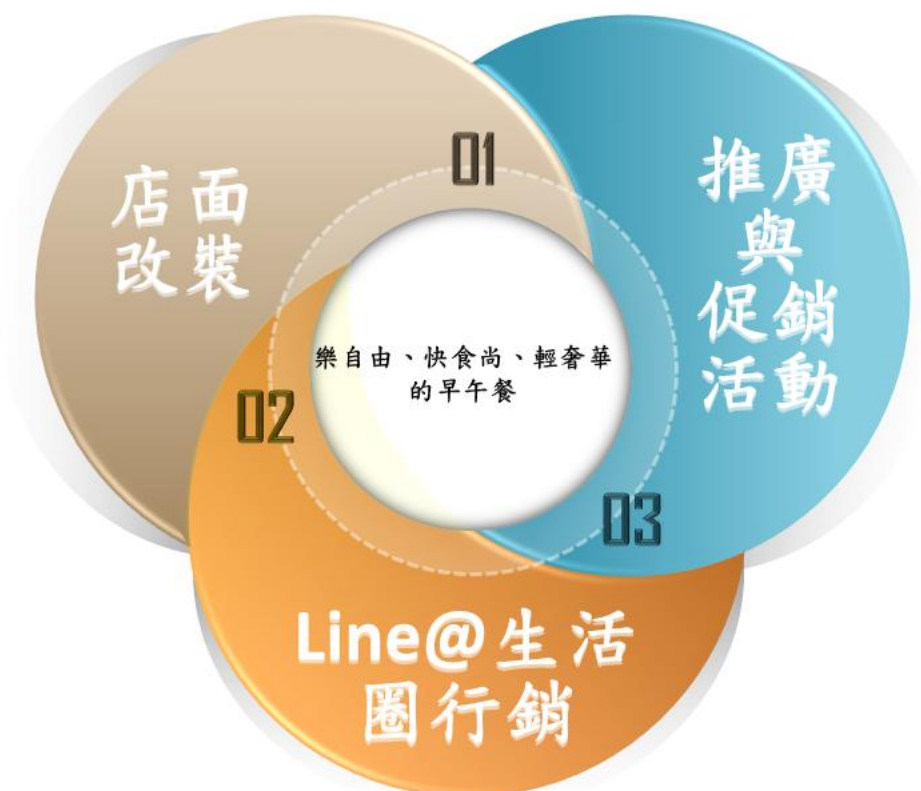 01
店面
改裝
樂自由、快食尚、輕奢華
的早午餐
02
Line@生活
圈行銷
03
推廣
與
促銷
活動